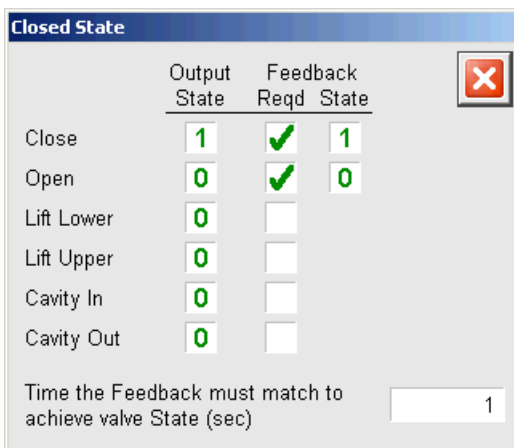 Closed State
Output Feedback
State Reqd State
Close 1 ✓ 1
Open 0 ✓ 0
Lift Lower 0
Lift Upper 0
Cavity In 0
Cavity Out 0
Time the Feedback must match to
achieve valve State (sec) 1